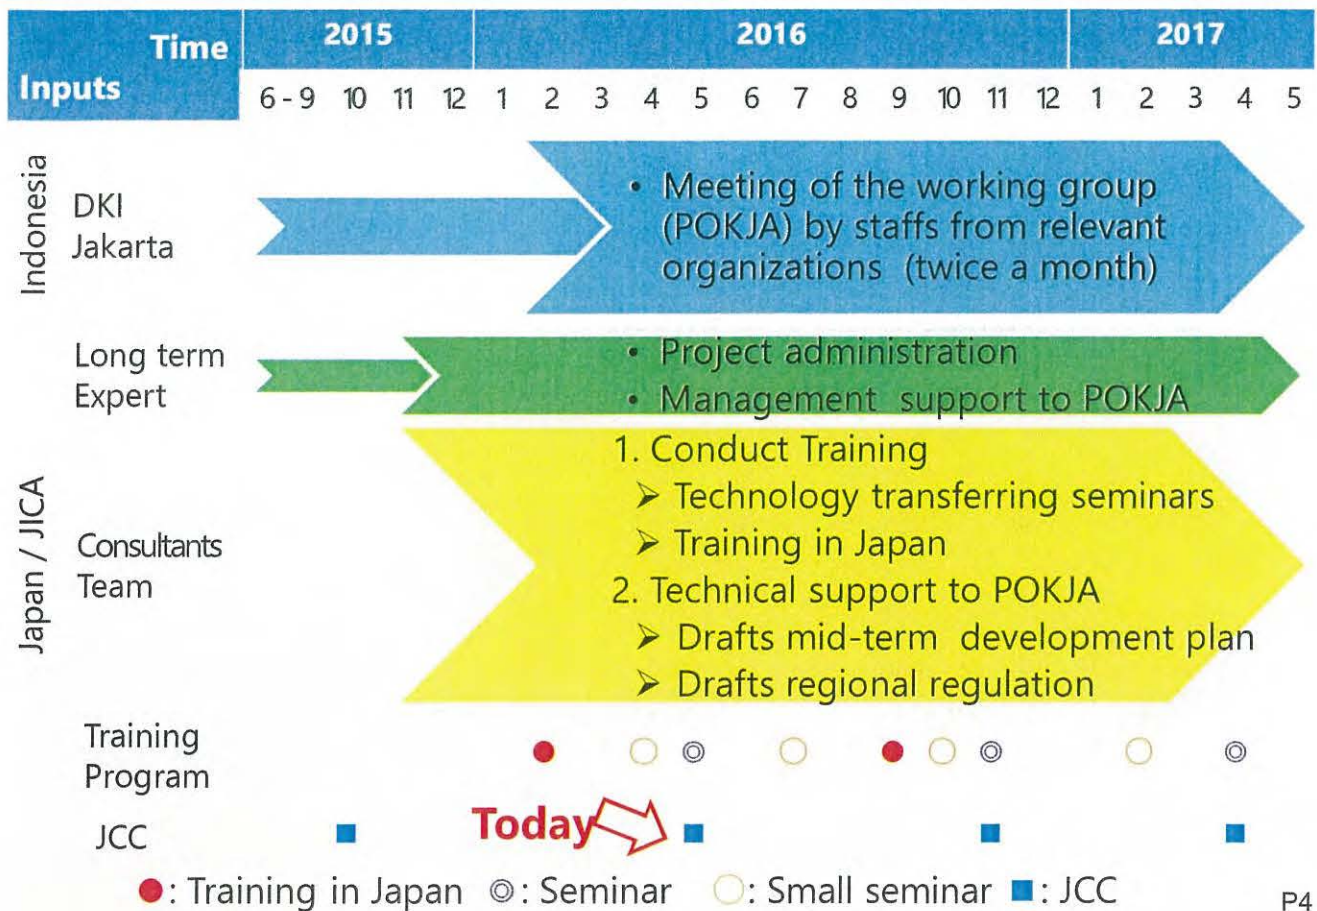 Time
Inputs
2015
2016
2017
6 - 9 10 11 12 1 2 3 4 5 6 7 8 9 10 11 12 1 2 3 4 5
Indonesia
DKI
Jakarta
• Meeting of the working group
(POKJA) by staffs from relevant
organizations (twice a month)
Japan / JICA
Long term
Expert
• Project administration
• Management support to POKJA
Consultants
Team
1. Conduct Training
➢ Technology transferring seminars
➢ Training in Japan
2. Technical support to POKJA
➢ Drafts mid-term development plan
➢ Drafts regional regulation
Training
Program
JCC
Today
: Training in Japan : Seminar : Small seminar : JCC
P4